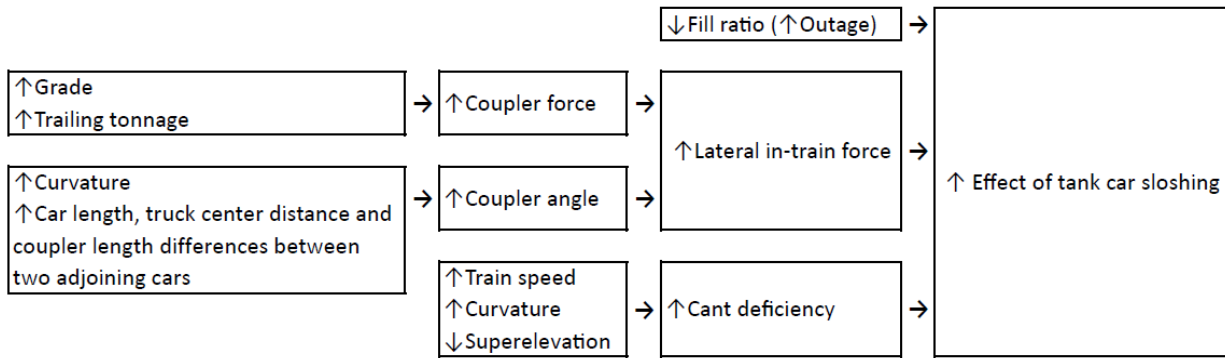 ↓Fill ratio (↑Outage)
→
↑Grade
↑Trailing tonnage
→
↑Coupler force
→
↑Lateral in-train force
→
↑ Effect of tank car sloshing
↑Curvature
↑Car length, truck center distance and
coupler length differences between
two adjoining cars
→
↑Coupler angle
→
↑Train speed
↑Curvature
↓Superelevation
→
↑Cant deficiency
→